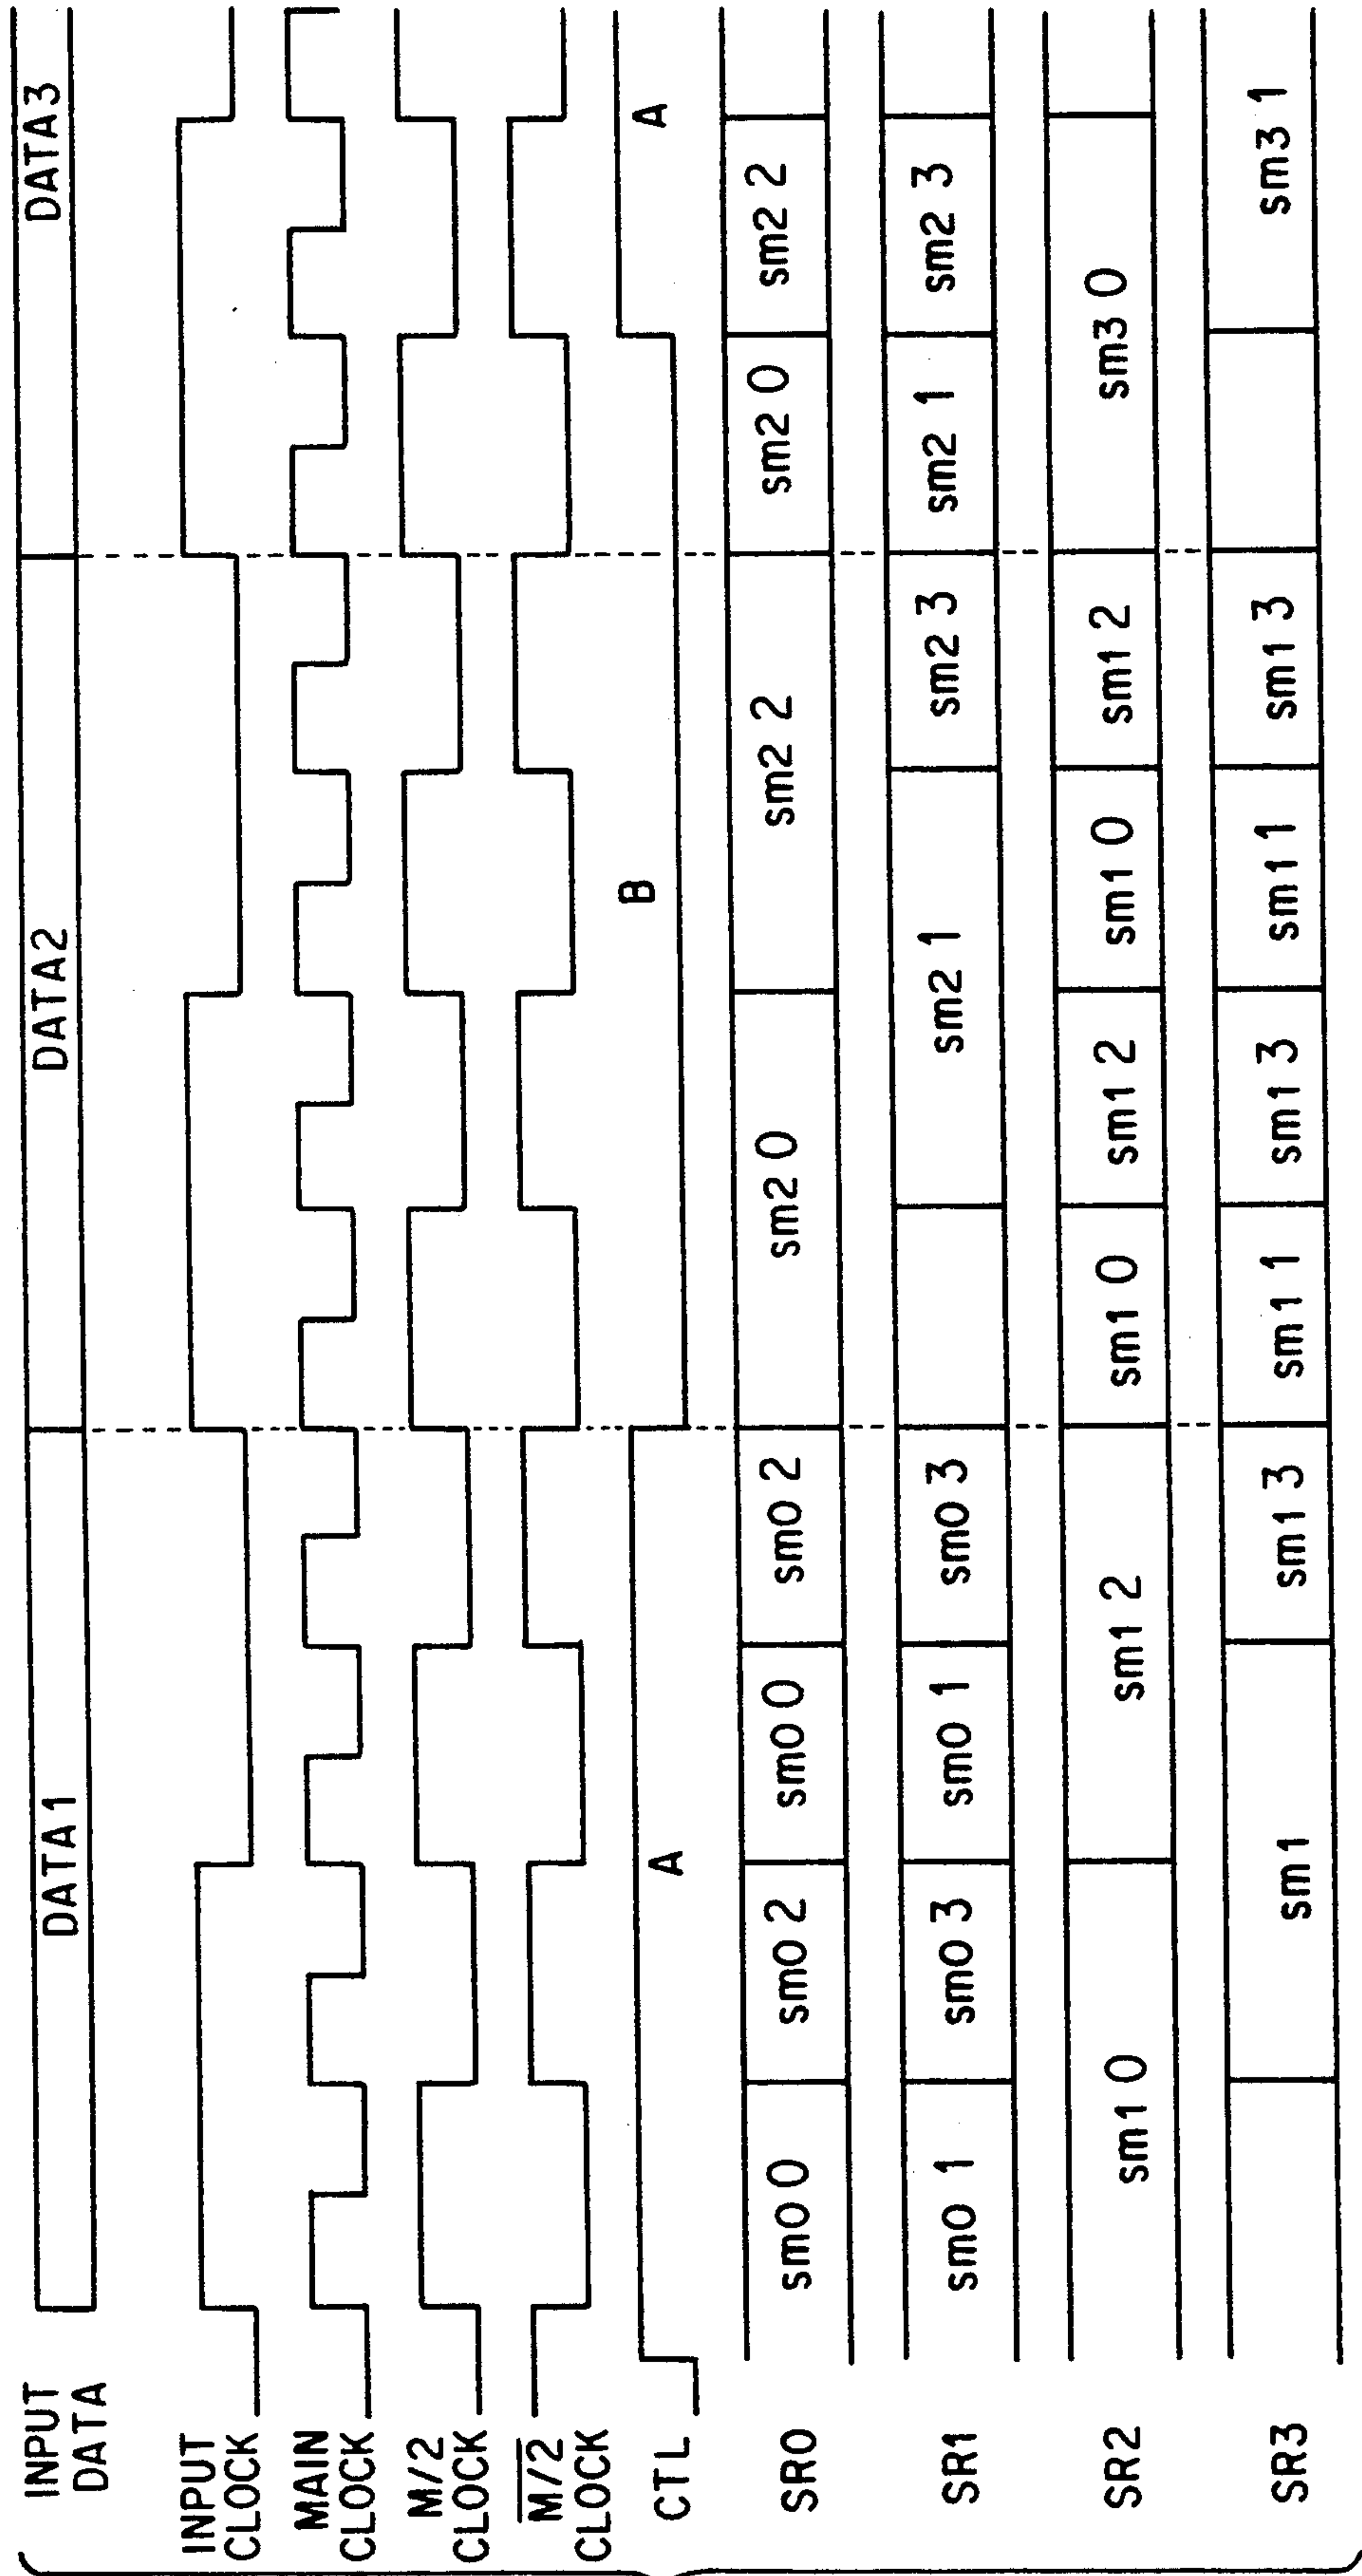 INPUT
DATA
DATA1
DATA2
DATA3
INPUT
CLOCK
MAIN
CLOCK
M/2
CLOCK
M̅/2
CLOCK
CTL
A
B
A
SR0
sm0 0
sm0 2
sm0 0
sm0 2
sm2 0
sm2 2
sm2 0
sm2 2
SR1
sm0 1
sm0 3
sm0 1
sm0 3
sm2 1
sm2 3
sm2 1
sm2 3
SR2
sm1 0
sm1 2
sm1 0
sm1 2
sm1 0
sm1 2
sm3 0
SR3
sm1
sm1 3
sm1 1
sm1 3
sm1 1
sm1 3
sm3 1